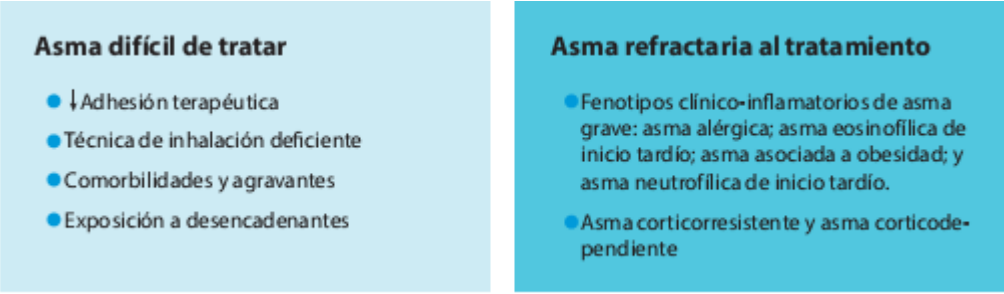 Asma difícil de tratar
● ↓Adhesión terapéutica
● Técnica de inhalación deficiente
● Comorbilidades y agravantes
● Exposición a desencadenantes
Asma refractaria al tratamiento
● Fenotipos clínico-inflamatorios de asma
grave: asma alérgica; asma eosinofílica de
inicio tardío; asma asociada a obesidad; y
asma neutrofílica de inicio tardío.
● Asma corticorresistente y asma corticode-
pendiente